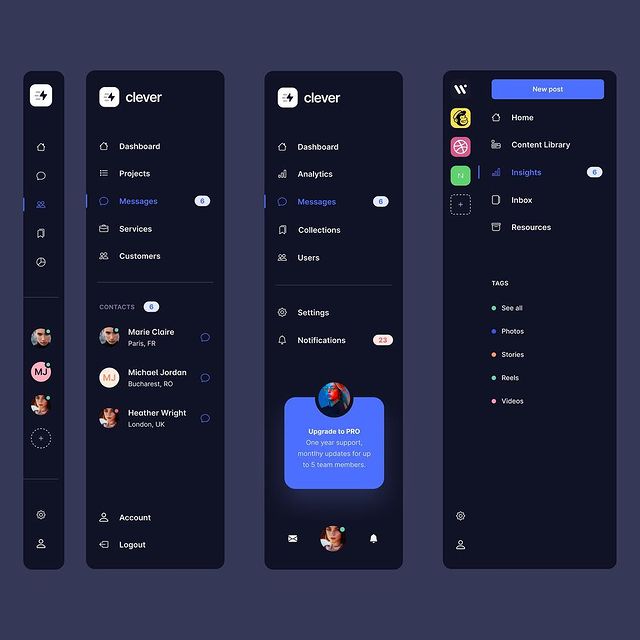 MJ
clever
Dashboard
Projects
Messages 6
Services
Customers
CONTACTS 6
Marie Claire
Paris, FR
MJ
Michael Jordan
Bucharest, RO
Heather Wright
London, UK
Account
Logout
clever
Dashboard
Analytics
Messages 6
Collections
Users
Settings
Notifications 23
Upgrade to PRO
One year support,
montlhy updates for up
to 5 team members.
N
New post
Home
Content Library
Insights 6
Inbox
Resources
TAGS
See all
Photos
Stories
Reels
Videos